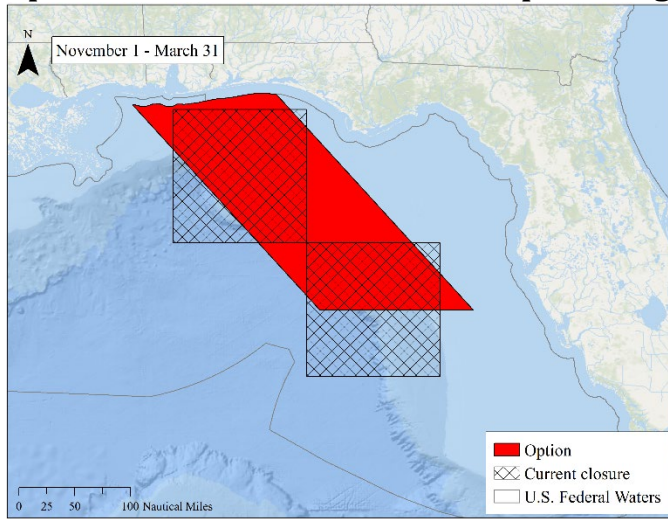 November 1 - March 31
N
Option
Current closure
U.S. Federal Waters
0 25 50 100 Nautical Miles